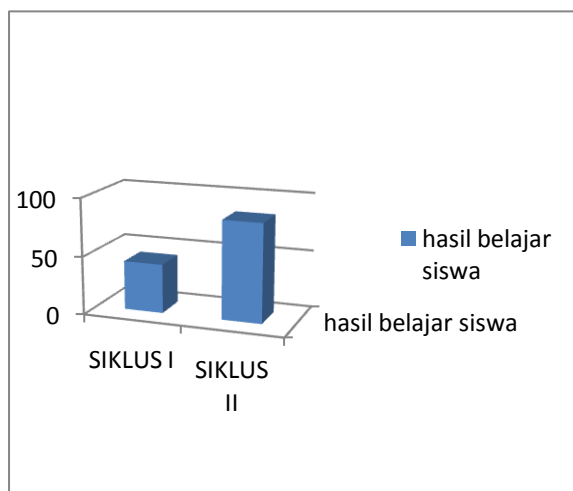 100
50
0
SIKLUS I
SIKLUS
II
hasil belajar siswa
hasil belajar
siswa